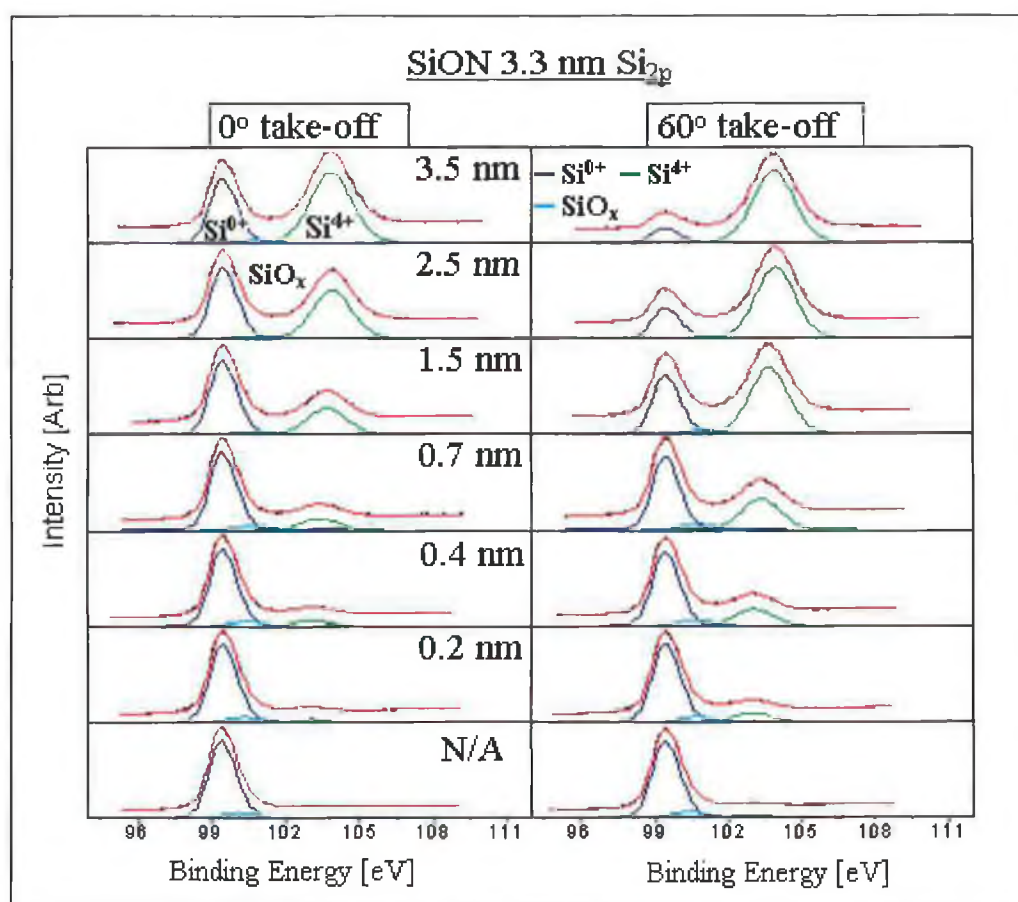 SiON 3.3 nm Si2p
0° take-off
60° take-off
3.5 nm
Si⁰⁺
Si⁴⁺
Si⁰⁺
Si⁴⁺
SiOₓ
2.5 nm
SiOₓ
1.5 nm
0.7 nm
0.4 nm
0.2 nm
N/A
Intensity [Arb]
96 99 102 105 108 111
96 99 102 105 108 111
Binding Energy [eV]
Binding Energy [eV]